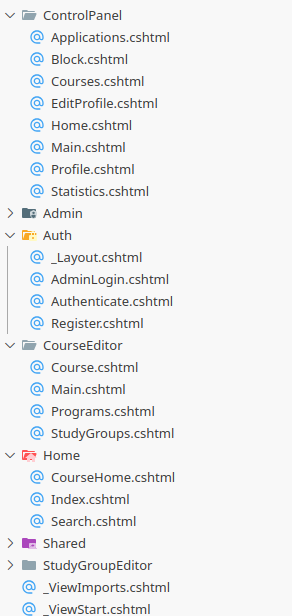 ControlPanel
Applications.cshtml
Block.cshtml
Courses.cshtml
EditProfile.cshtml
Home.cshtml
Main.cshtml
Profile.cshtml
Statistics.cshtml
Admin
Auth
_Layout.cshtml
AdminLogin.cshtml
Authenticate.cshtml
Register.cshtml
CourseEditor
Course.cshtml
Main.cshtml
Programs.cshtml
StudyGroups.cshtml
Home
CourseHome.cshtml
Index.cshtml
Search.cshtml
Shared
StudyGroupEditor
_ViewImports.cshtml
_ViewStart.cshtml